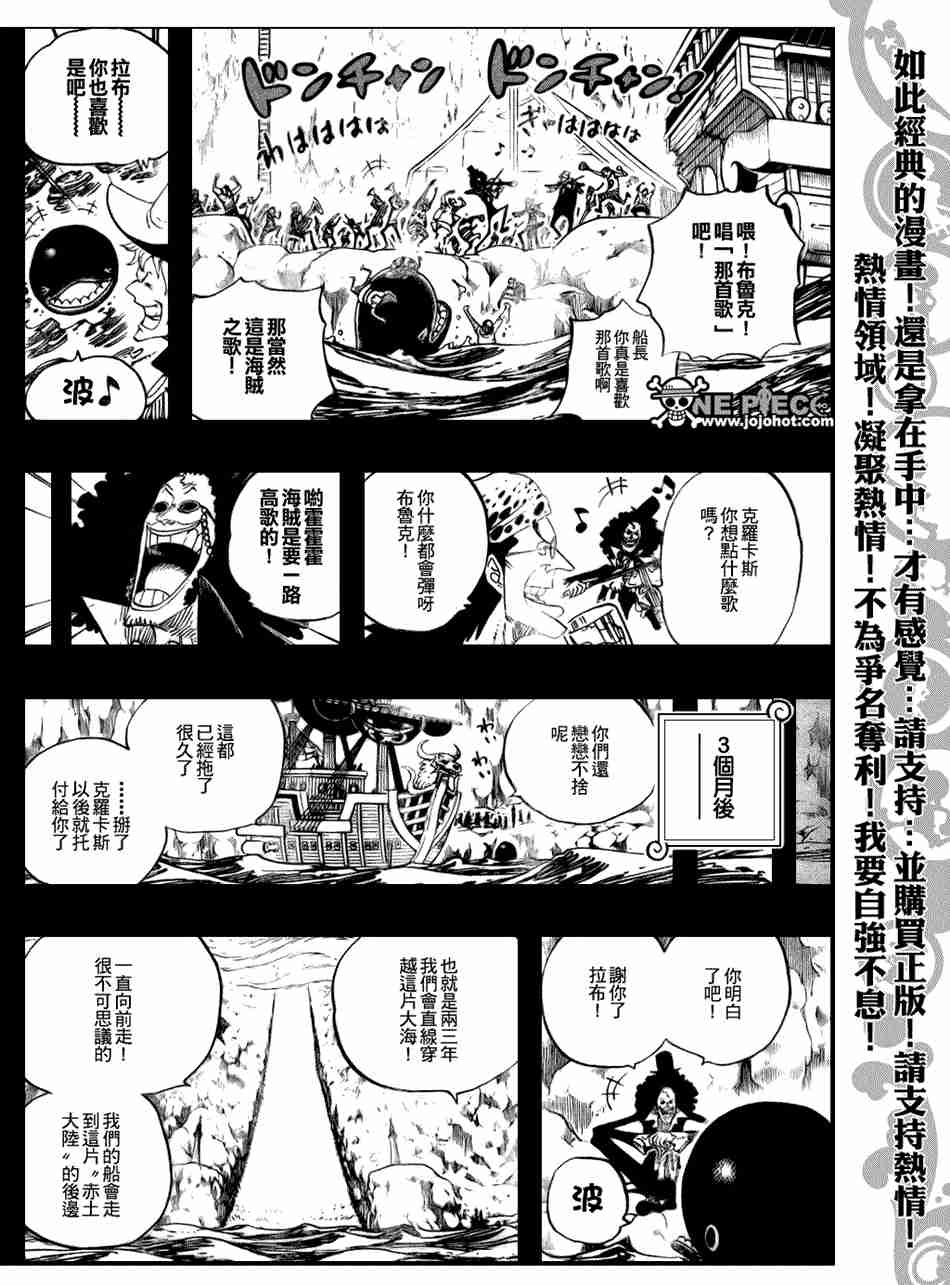 ドンチャン
ドンチャン!
ぎゃはははは
わはははは
喂!布魯克!
唱「那首歌」
吧!
船長
你真是喜歡
那首歌啊
那當然
這是海賊
之歌!
拉布
你也喜歡
是吧
波♪
ONE PIECE
www.jojohot.com
克羅卡斯
你想點什麼歌
嗎?
你什麼都會彈呀
布魯克!
喲霍霍霍
海賊是要一路
高歌的!
3個月後
你們還
戀戀不捨
呢
這都
已經拖了
很久了
……掰了
克羅卡斯
以後就托
付給你了
你明白
了吧!
謝你了
拉布!
波
也就是兩三年
我們會直線穿
越這片大海!
一直向前走!
很不可思議的
我們的船會走
到這片〝赤土
大陸〞的後邊
如此經典的漫畫!還是拿在手中…才有感覺…請支持…並購買正版!請支持熱情!
熱情領域!凝聚熱情!不為爭名奪利!我要自強不息!